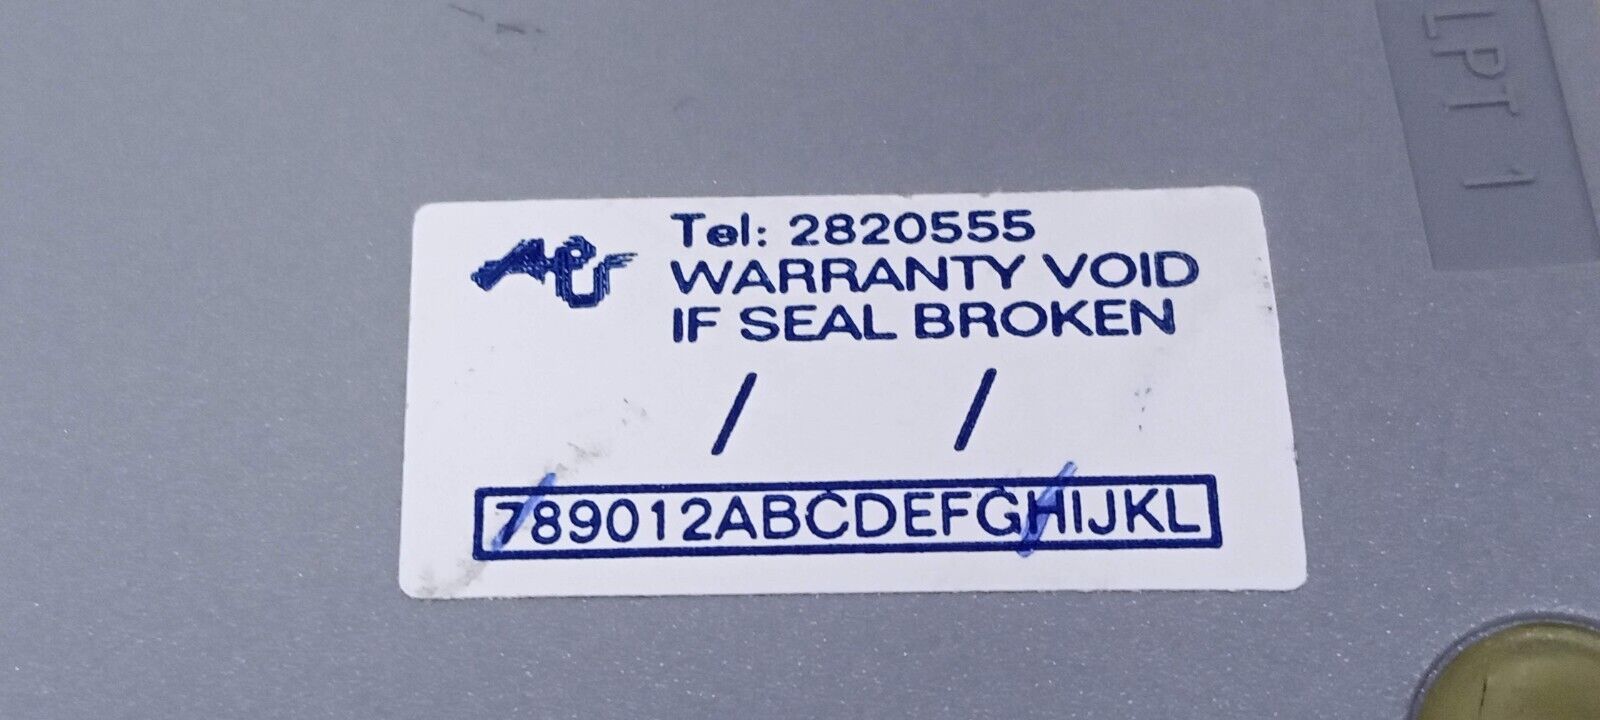 LPT 1
Tel: 2820555
WARRANTY VOID
IF SEAL BROKEN
/ /
789012ABCDEFGHIJKL